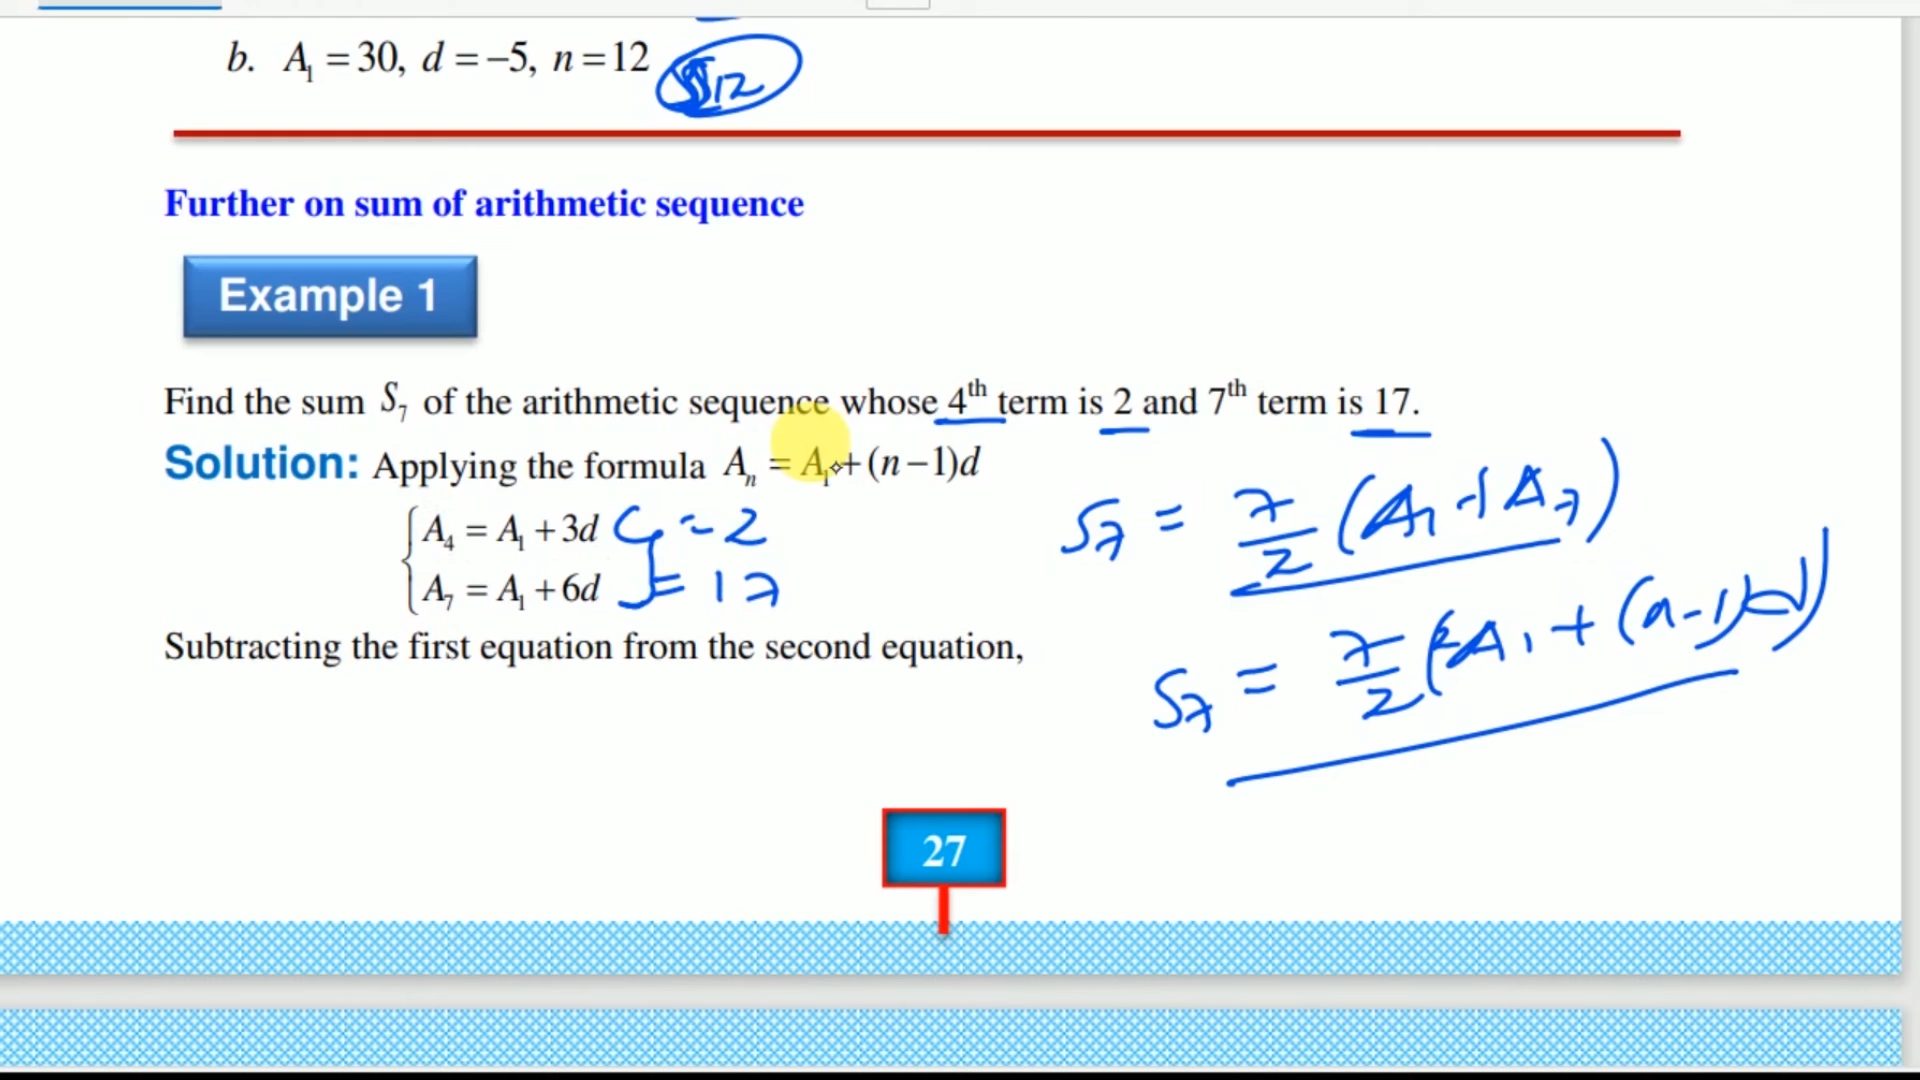 b. A₁ = 30, d = −5, n = 12 S12
Further on sum of arithmetic sequence
Example 1
Find the sum S₇ of the arithmetic sequence whose 4th term is 2 and 7th term is 17.
Solution: Applying the formula Aₙ = A₁ + (n − 1)d
A₄ = A₁ + 3d = 2
A₇ = A₁ + 6d = 17
S7 = 7/2 (A1 + A7)
Subtracting the first equation from the second equation,
S7 = 7/2 (2A1 + (n-1)d)
27